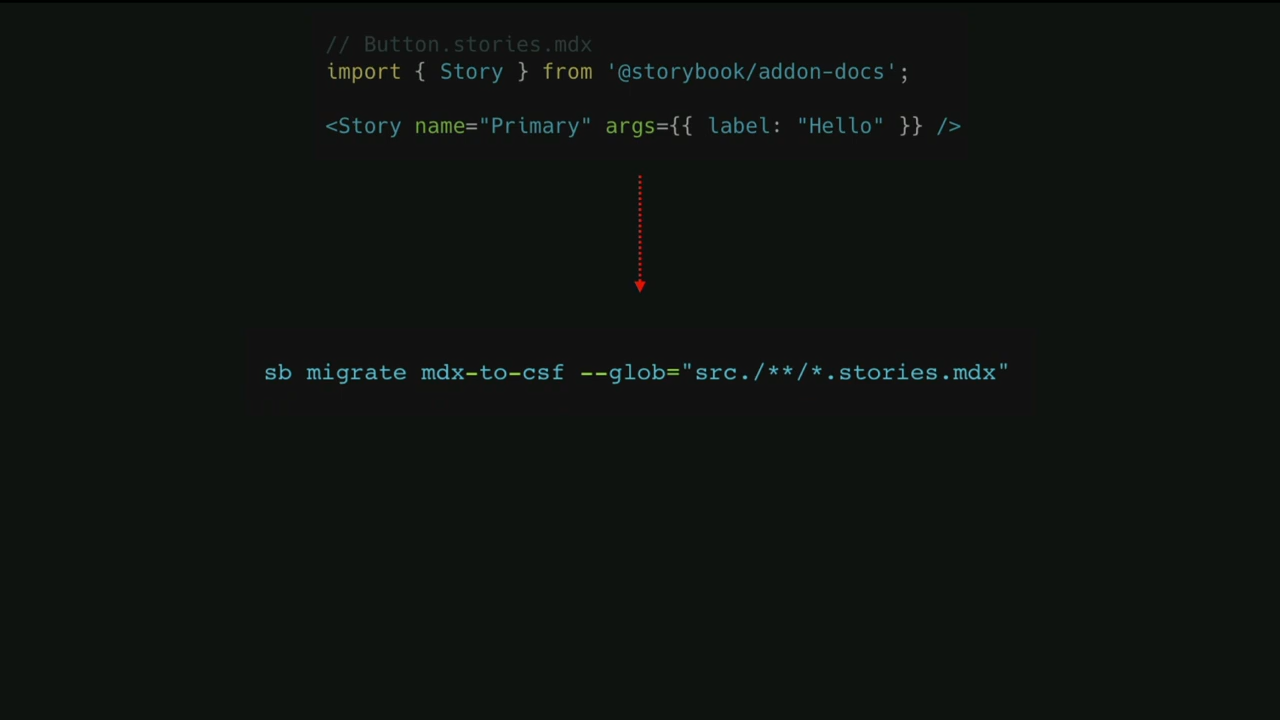 // Button.stories.mdx
import { Story } from '@storybook/addon-docs';
<Story name="Primary" args={{ label: "Hello" }} />
sb migrate mdx-to-csf --glob="src./**/*.stories.mdx"